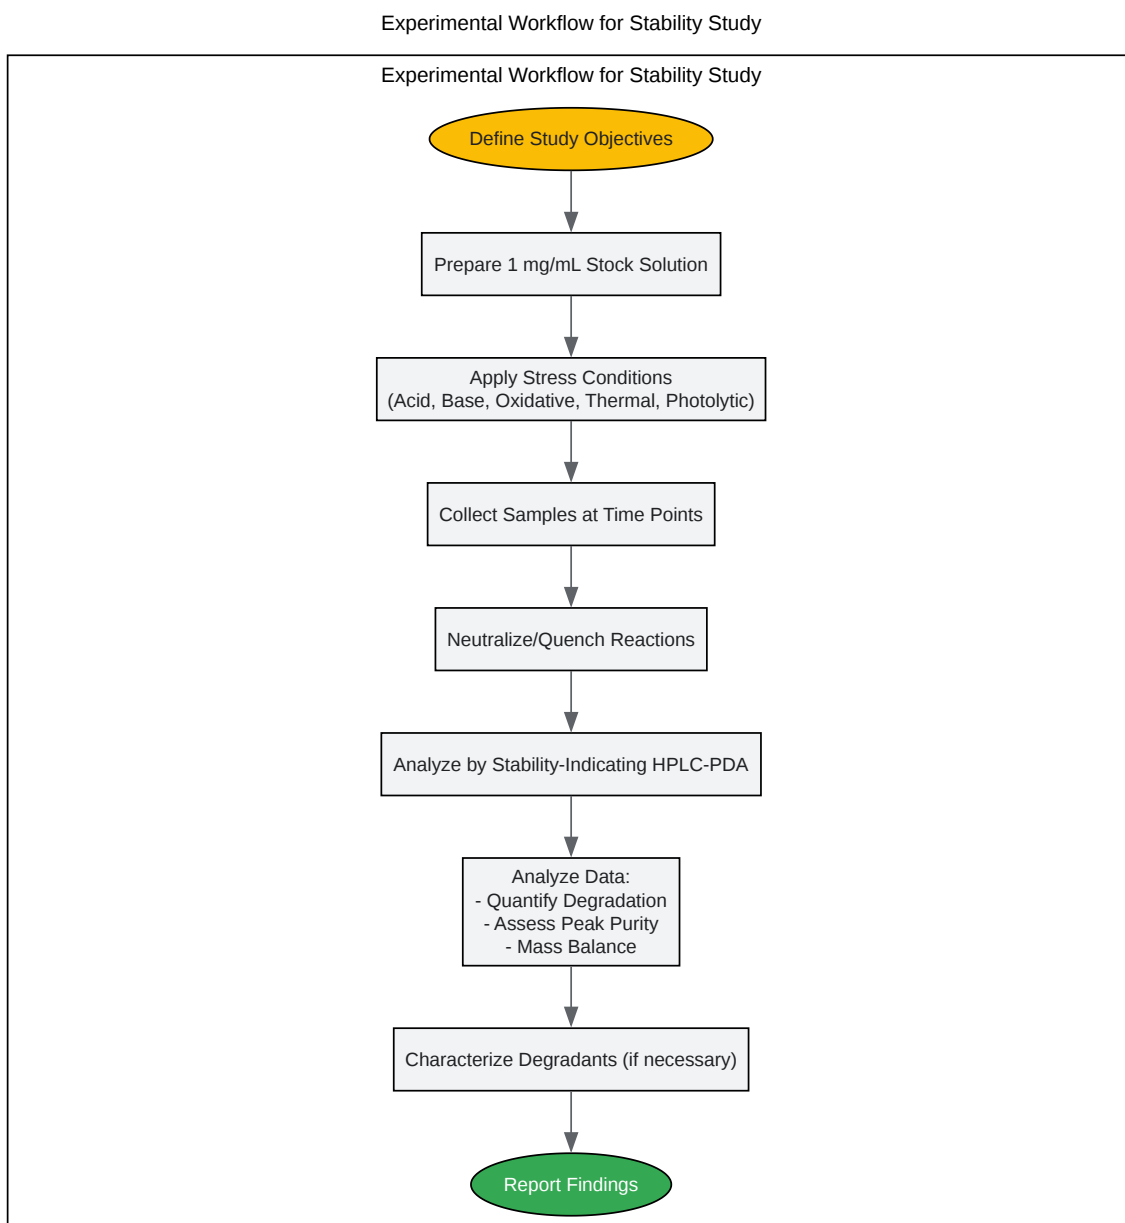 Experimental Workflow for Stability Study
Experimental Workflow for Stability Study
Define Study Objectives
Prepare 1 mg/mL Stock Solution
Apply Stress Conditions
(Acid, Base, Oxidative, Thermal, Photolytic)
Collect Samples at Time Points
Neutralize/Quench Reactions
Analyze by Stability-Indicating HPLC-PDA
Analyze Data:
- Quantify Degradation
- Assess Peak Purity
- Mass Balance
Characterize Degradants (if necessary)
Report Findings